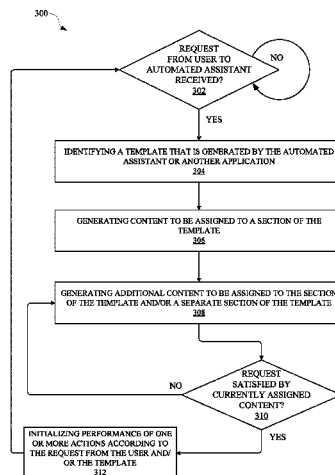 300
REQUEST
FROM USER TO
AUTOMATED ASSISTANT
RECEIVED?
302
NO
YES
IDENTIFYING A TEMPLATE THAT IS GENERATED BY THE AUTOMATED
ASSISTANT OR ANOTHER APPLICATION
304
GENERATING CONTENT TO BE ASSIGNED TO A SECTION OF THE
TEMPLATE
306
GENERATING ADDITIONAL CONTENT TO BE ASSIGNED TO THE SECTION
OF THE TEMPLATE AND/OR A SEPARATE SECTION OF THE TEMPLATE
308
REQUEST
SATISFIED BY
CURRENTLY ASSIGNED
CONTENT?
310
NO
YES
INITIALIZING PERFORMANCE OF ONE
OR MORE ACTIONS ACCORDING TO
THE REQUEST FROM THE USER AND/
OR THE TEMPLATE
312